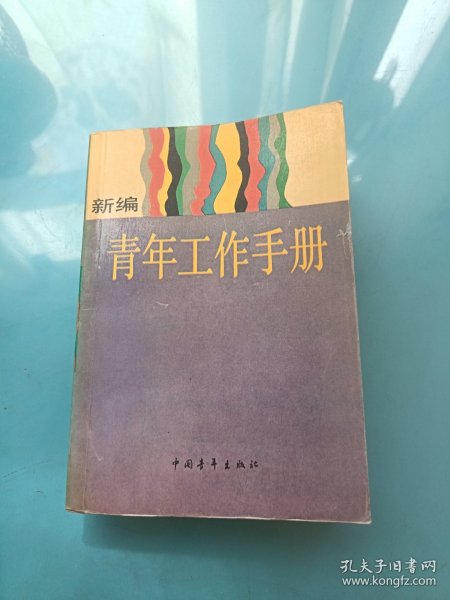 新编
青年工作手册
中国青年出版社
孔夫子旧书网
www.kongfz.com